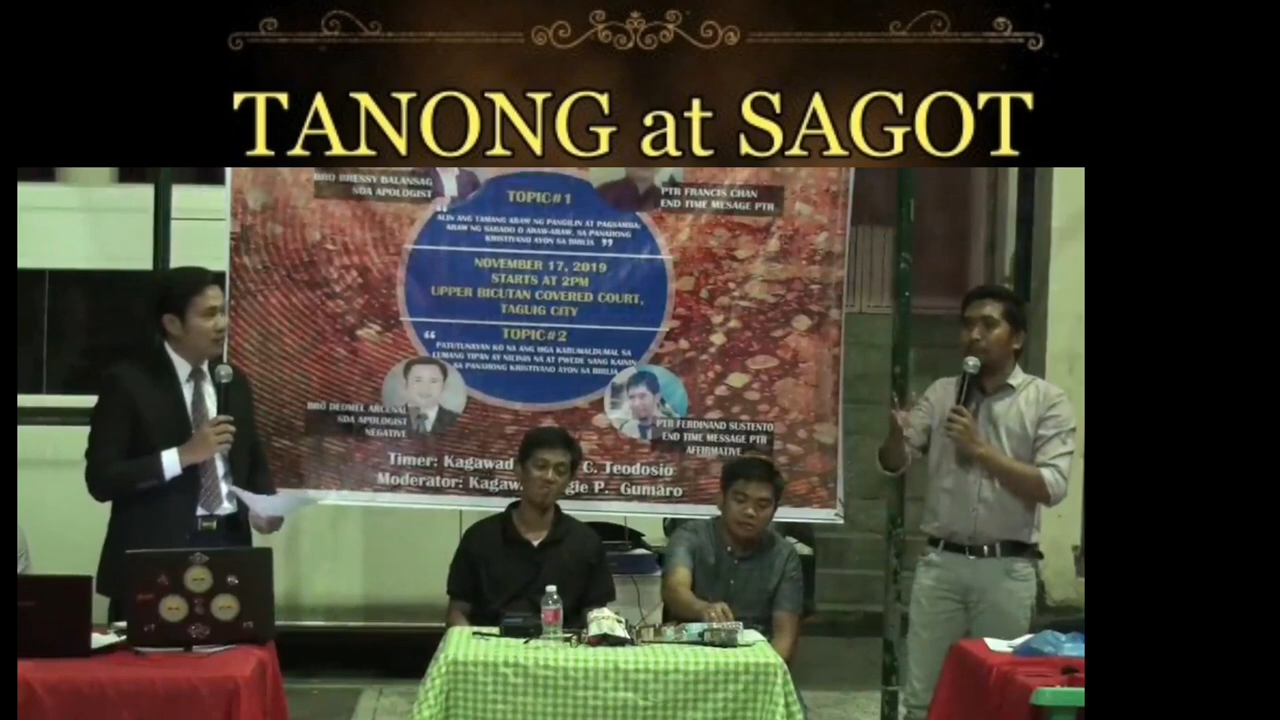 TANONG at SAGOT
BRO BRESSY DALANSAG
SDA APOLOGIST
PTR FRANCIS CHAN
END TIME MESAGE PTR
TOPIC#1
“ALIN ANG TAMANG ARAW NG PANGILIN AT PAGSAMBA:
ARAW NG SABADO O ARAW-ARAW, SA PANAHONG
KRISTIYANO AYON SA BIBLIA ”
NOVEMBER 17, 2019
STARTS AT 2PM
UPPER BICUTAN COVERED COURT,
TAGUIG CITY
TOPIC#2
“ PATUTUNAYAN KO NA ANG MGA KARUMALDUMAL SA
LUMANG TIPAN AY NILINIS NA AT PWEDE NANG KAININ
SA PANAHONG KRISTIYANO AYON SA BIBLIA
BRO DEOMEL ARCENAL
SDA APOLOGIST
NEGATIVE
PTR FERDINAND SUSTENTO
END TIME MESSAGE PTR
AFFIRMATIVE
Timer: Kagawad C. Teodosio
Moderator: Kagaw gie P. Gumaro